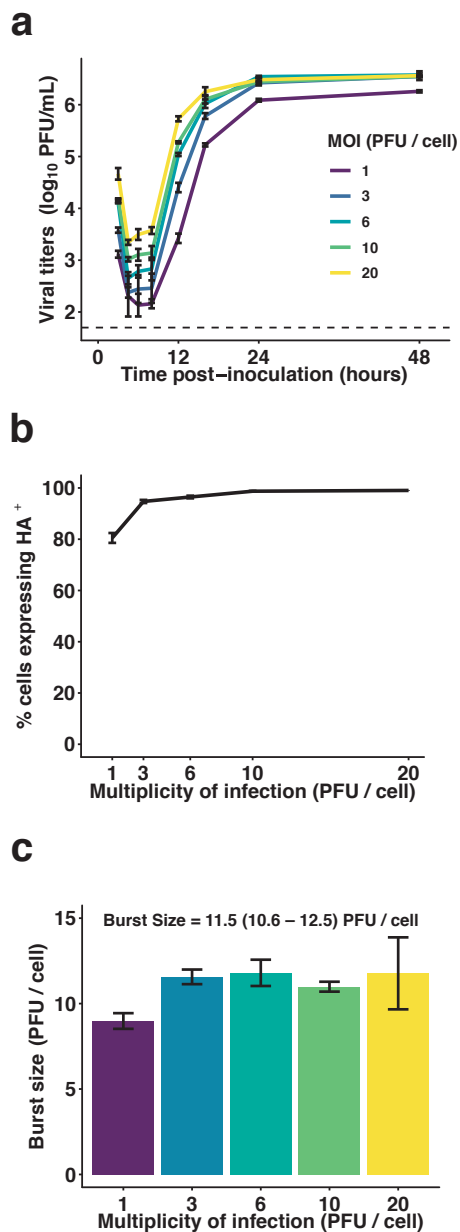 a
Viral titers (log10 PFU/mL)
6
5
4
3
2
MOI (PFU / cell)
1
3
6
10
20
0 12 24 48
Time post−inoculation (hours)
b
% cells expressing HA +
100
80
60
40
20
0
1 3 6 10 20
Multiplicity of infection (PFU / cell)
c
Burst size (PFU / cell)
Burst Size = 11.5 (10.6 − 12.5) PFU / cell
15
10
5
0
1 3 6 10 20
Multiplicity of infection (PFU / cell)